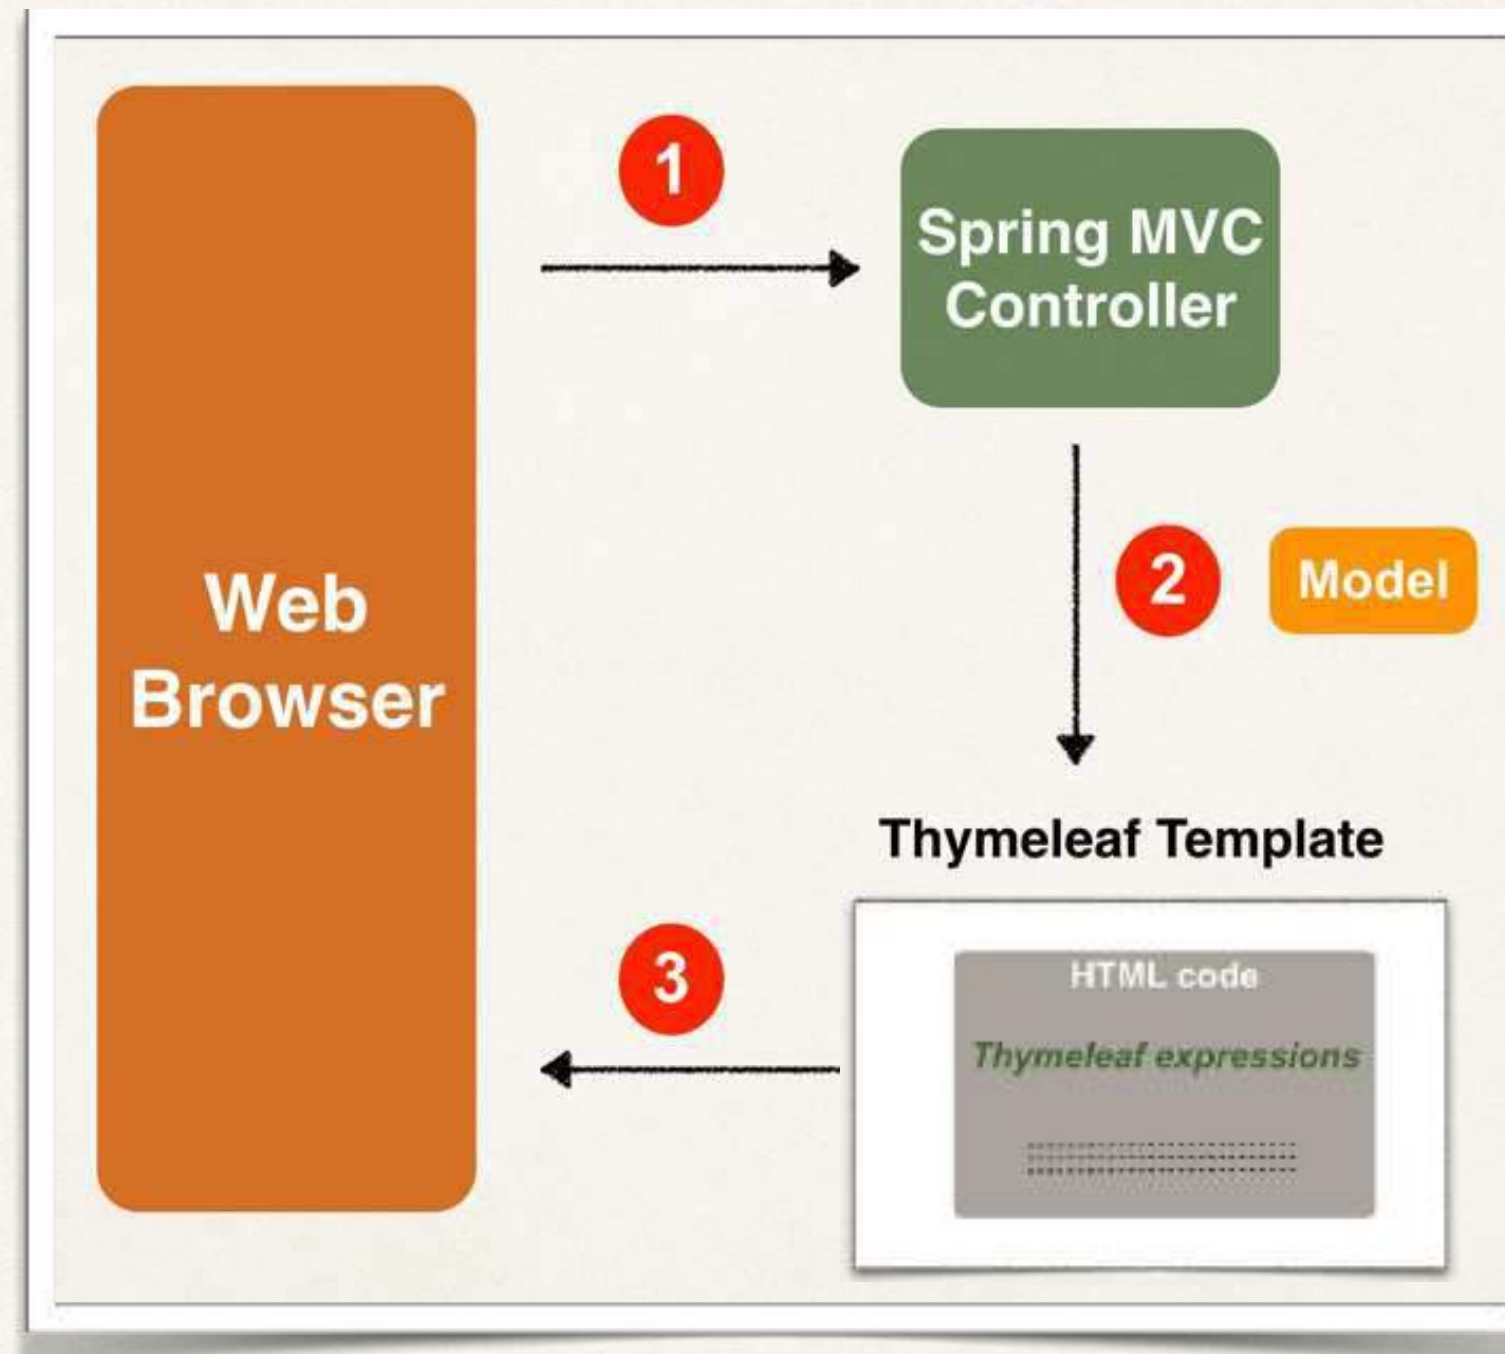 1
Spring MVC
Controller
Web
Browser
2
Model
Thymeleaf Template
3
HTML code
Thymeleaf expressions